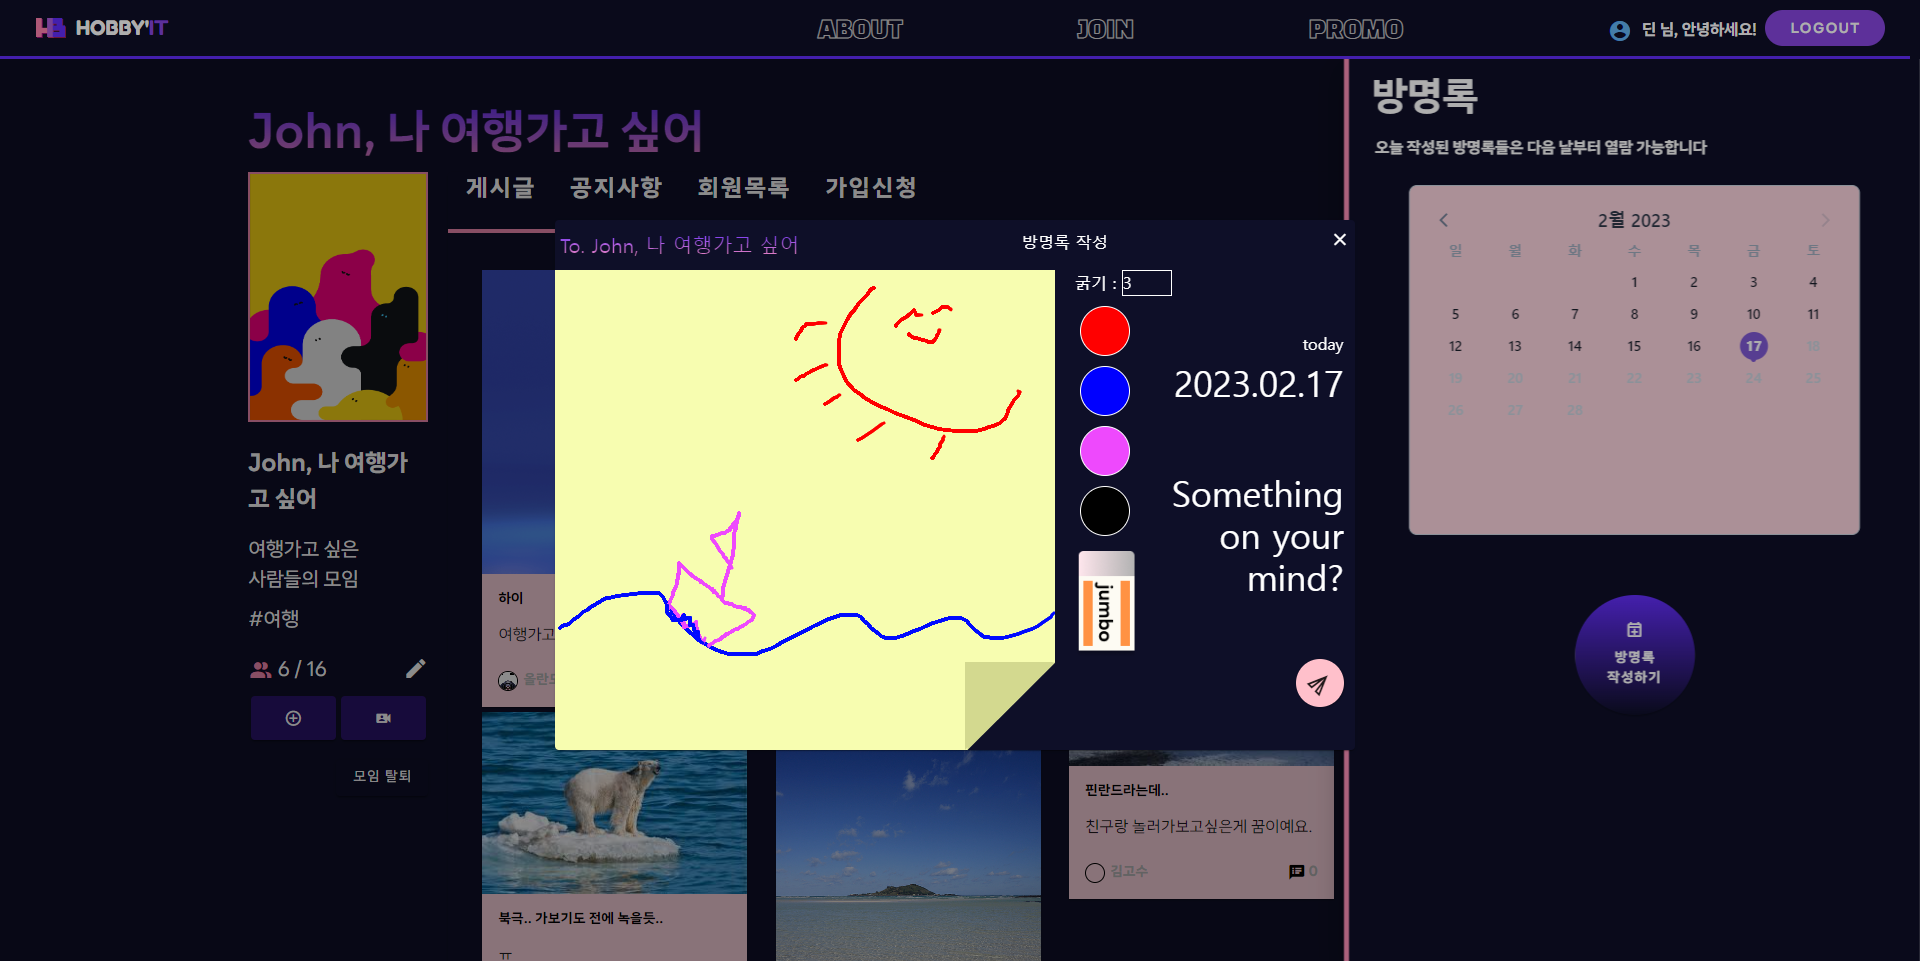 HOBBY'IT
ABOUT
JOIN
PROMO
딘 님, 안녕하세요!
LOGOUT
John, 나 여행가고 싶어
게시글
공지사항
회원목록
가입신청
John, 나 여행가
고 싶어
여행가고 싶은
사람들의 모임
#여행
6 / 16
모임 탈퇴
To. John, 나 여행가고 싶어
방명록 작성
굵기 : 3
today
2023.02.17
Something
on your
mind?
jumbo
하이
여행가고
북극.. 가보기도 전에 녹을듯..
ㅠ
핀란드라는데..
친구랑 놀러가보고싶은게 꿈이예요.
김고수
0
방명록
오늘 작성된 방명록들은 다음 날부터 열람 가능합니다
2월 2023
일 월 화 수 목 금 토
1 2 3 4
5 6 7 8 9 10 11
12 13 14 15 16 17 18
19 20 21 22 23 24 25
26 27 28
방명록
작성하기